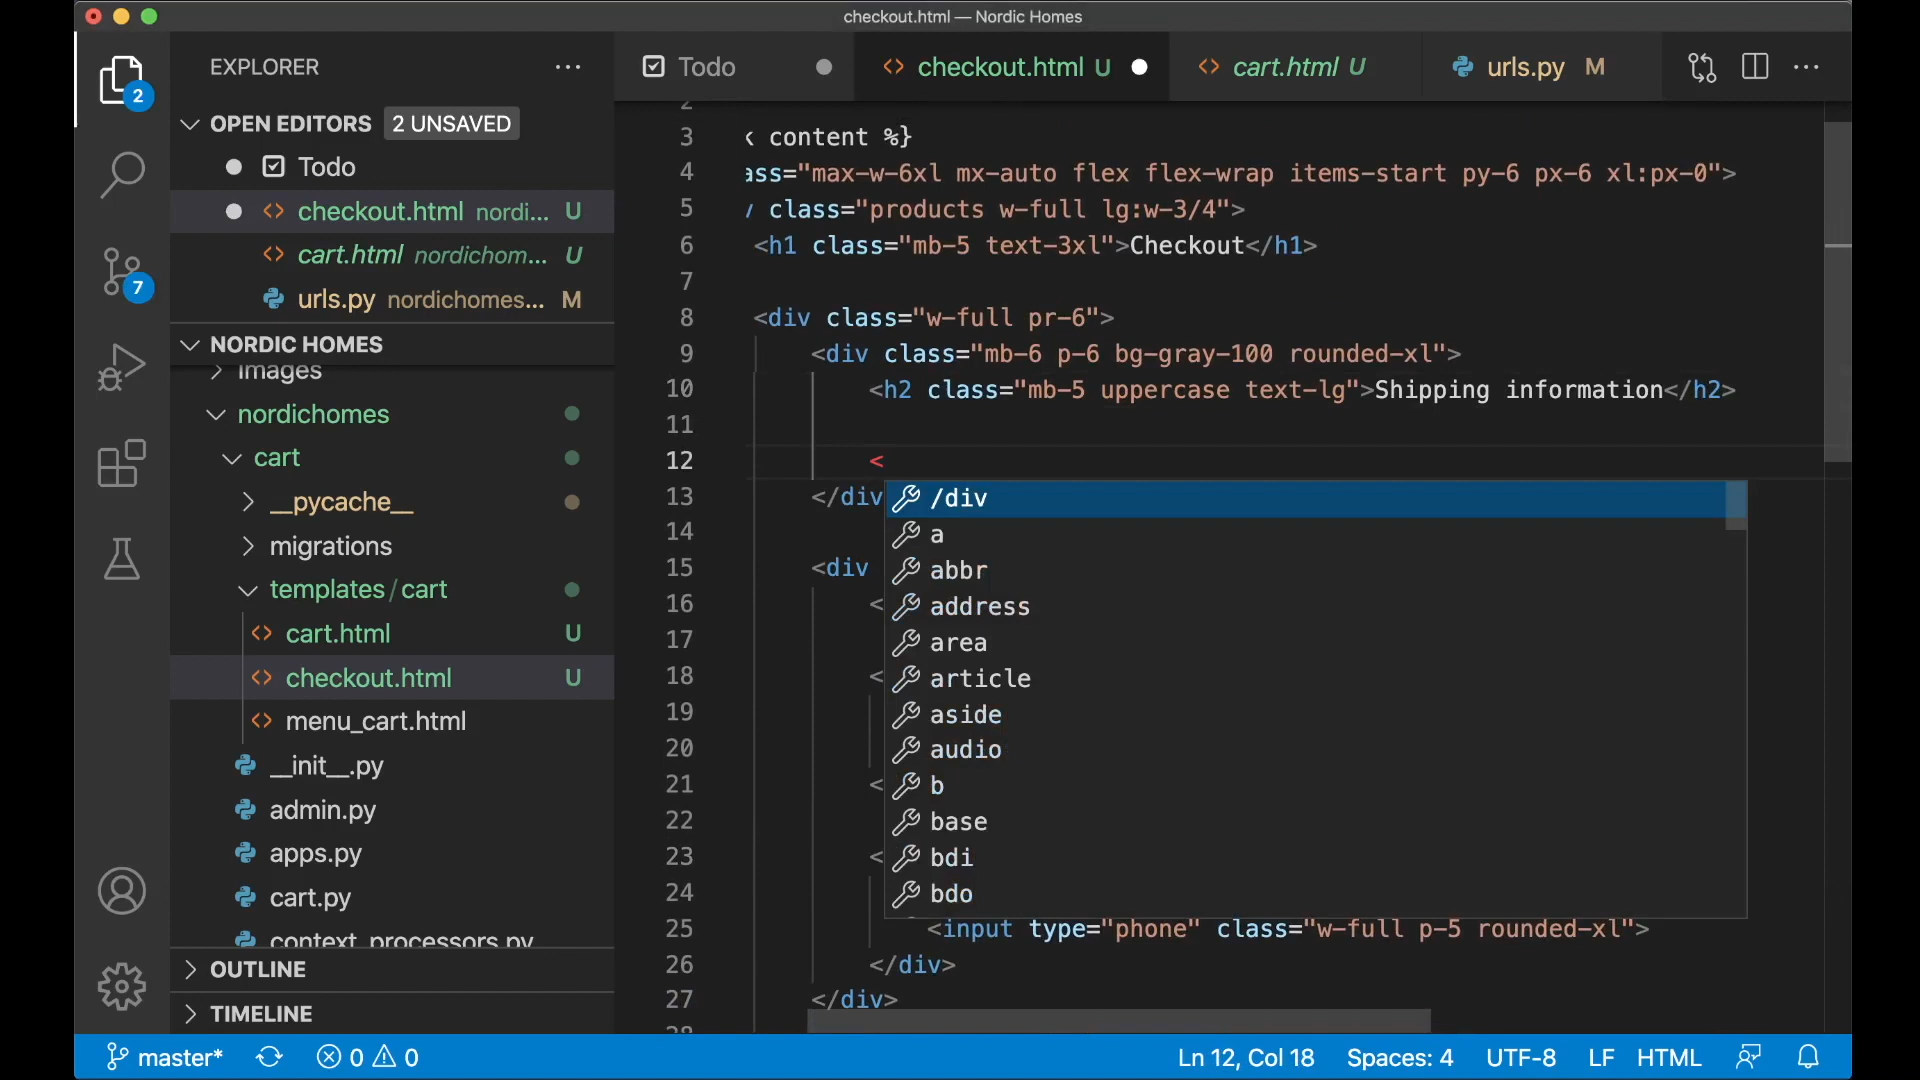 checkout.html — Nordic Homes
EXPLORER
2
OPEN EDITORS 2 UNSAVED
Todo
checkout.html nordi... U
cart.html nordichom... U
urls.py nordichomes... M
7
NORDIC HOMES
images
nordichomes
cart
__pycache__
migrations
templates/cart
cart.html U
checkout.html U
menu_cart.html
__init__.py
admin.py
apps.py
cart.py
context_processors.py
OUTLINE
TIMELINE
Todo
checkout.html U
cart.html U
urls.py M
2
3 content %}
4 ass="max-w-6xl mx-auto flex flex-wrap items-start py-6 px-6 xl:px-0">
5 class="products w-full lg:w-3/4">
6 <h1 class="mb-5 text-3xl">Checkout</h1>
7
8 <div class="w-full pr-6">
9 <div class="mb-6 p-6 bg-gray-100 rounded-xl">
10 <h2 class="mb-5 uppercase text-lg">Shipping information</h2>
11
12 <
13 </div
14
15 <div
16 <
17
18 <
19
20
21 <
22
23 <
24
25 <input type="phone" class="w-full p-5 rounded-xl">
26 </div>
27 </div>
28
/div
a
abbr
address
area
article
aside
audio
b
base
bdi
bdo
master* 0 0 Ln 12, Col 18 Spaces: 4 UTF-8 LF HTML